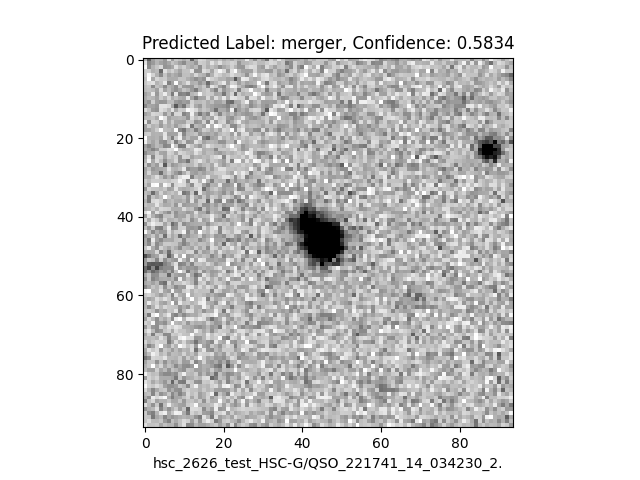 Predicted Label: merger, Confidence: 0.5834
0
20
40
60
80
0 20 40 60 80
hsc_2626_test_HSC-G/QSO_221741_14_034230_2.